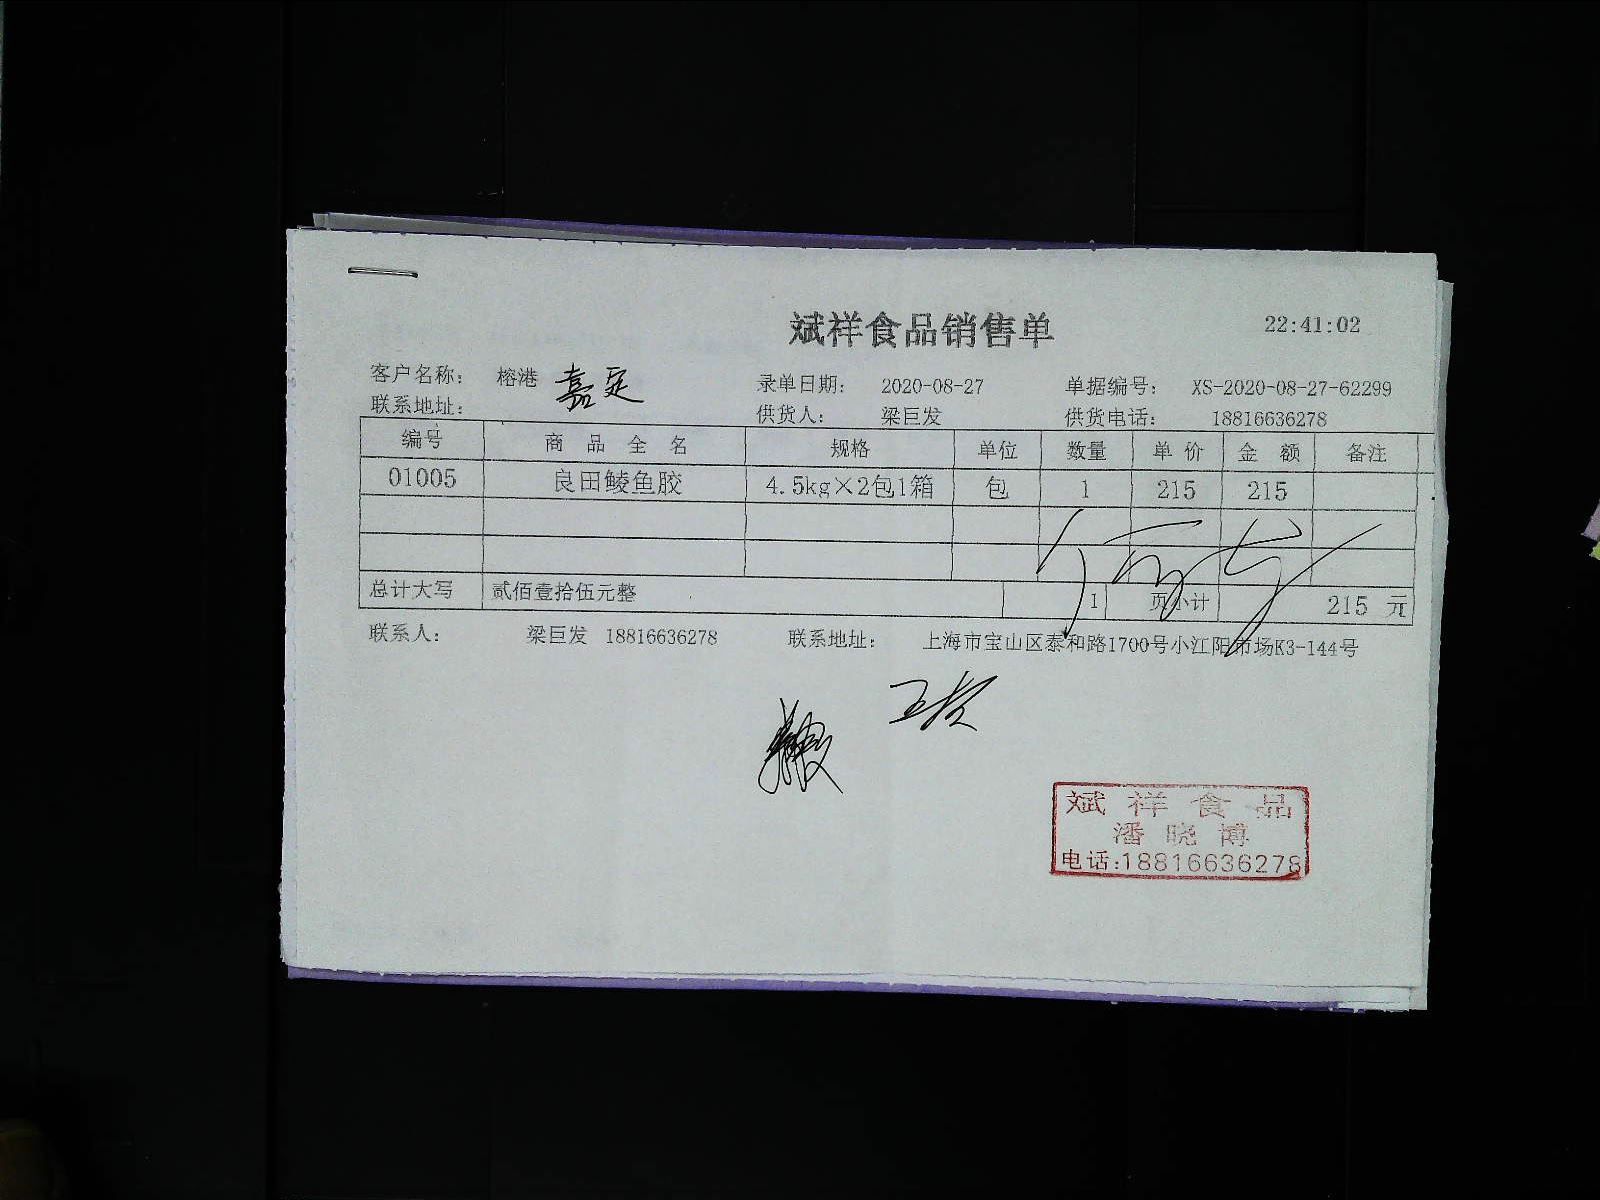 斌祥食品销售单
22:41:02
客户名称： 榕港 嘉定 录单日期： 2020-08-27 单据编号： XS-2020-08-27-62299
联系地址： 供货人： 梁巨发 供货电话： 18816636278
编号 商 品 全 名 规格 单位 数量 单 价 金 额 备注
01005 良田鲮鱼胶 4.5kg×2包1箱 包 1 215 215
总计大写 贰佰壹拾伍元整 1 页小计 215 元
联系人： 梁巨发 18816636278 联系地址： 上海市宝山区泰和路1700号小江阳市场K3-144号
斌 祥 食 品
潘 晓 博
电话:18816636278